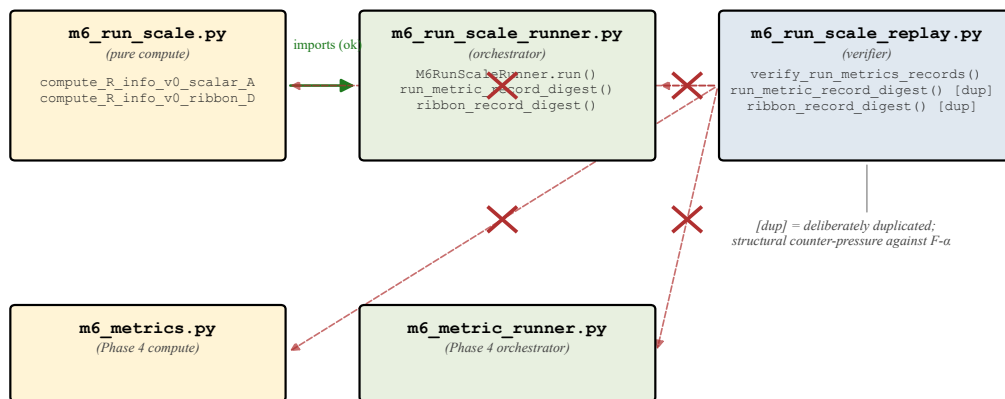 m6_run_scale.py
(pure compute)
compute_R_info_v0_scalar_A
compute_R_info_v0_ribbon_D
imports (ok)
m6_run_scale_runner.py
(orchestrator)
M6RunScaleRunner.run()
run_metric_record_digest()
ribbon_record_digest()
m6_run_scale_replay.py
(verifier)
verify_run_metrics_records()
run_metric_record_digest() [dup]
ribbon_record_digest() [dup]
[dup] = deliberately duplicated;
structural counter-pressure against F-α
m6_metrics.py
(Phase 4 compute)
m6_metric_runner.py
(Phase 4 orchestrator)